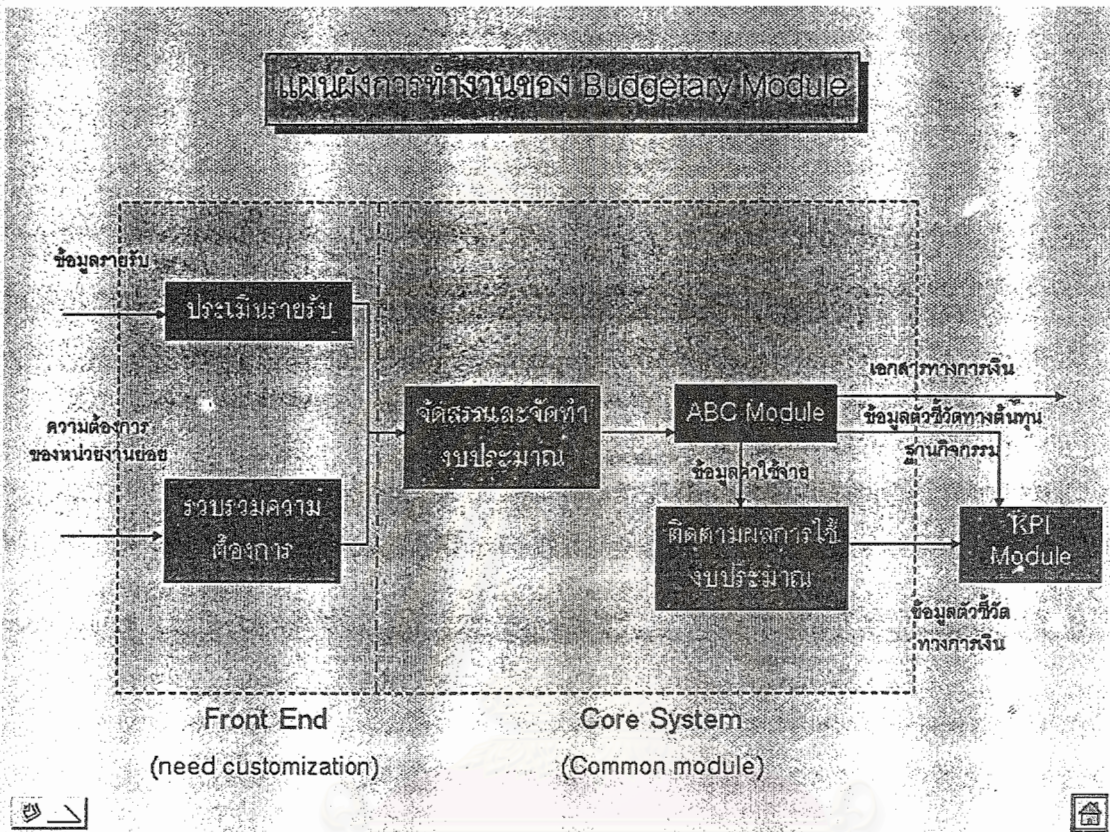 แผนผังการทำงานของ Budgetary Module
ข้อมูลรายรับ
ประเมินรายรับ
ความต้องการ
ของหน่วยงานย่อย
รวบรวมความ
ต้องการ
จัดสรรและจัดทำ
งบประมาณ
ABC Module
เอกสารทางการเงิน
ข้อมูลตัวชี้วัดทางต้นทุน
ฐานกิจกรรม
ข้อมูลค่าใช้จ่าย
ติดตามผลการใช้
งบประมาณ
KPI
Module
ข้อมูลตัวชี้วัด
ทางการเงิน
Front End
(need customization)
Core System
(Common module)